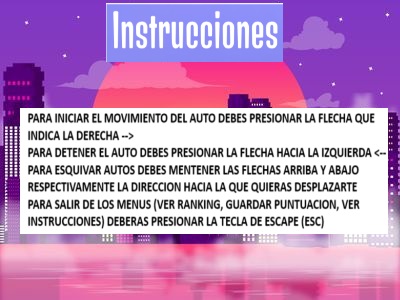 Instrucciones
PARA INICIAR EL MOVIMIENTO DEL AUTO DEBES PRESIONAR LA FLECHA QUE
INDICA LA DERECHA -->
PARA DETENER EL AUTO DEBES PRESIONAR LA FLECHA HACIA LA IZQUIERDA <--
PARA ESQUIVAR AUTOS DEBES MENTENER LAS FLECHAS ARRIBA Y ABAJO
RESPECTIVAMENTE LA DIRECCION HACIA LA QUE QUIERAS DESPLAZARTE
PARA SALIR DE LOS MENUS (VER RANKING, GUARDAR PUNTUACION, VER
INSTRUCCIONES) DEBERAS PRESIONAR LA TECLA DE ESCAPE (ESC)